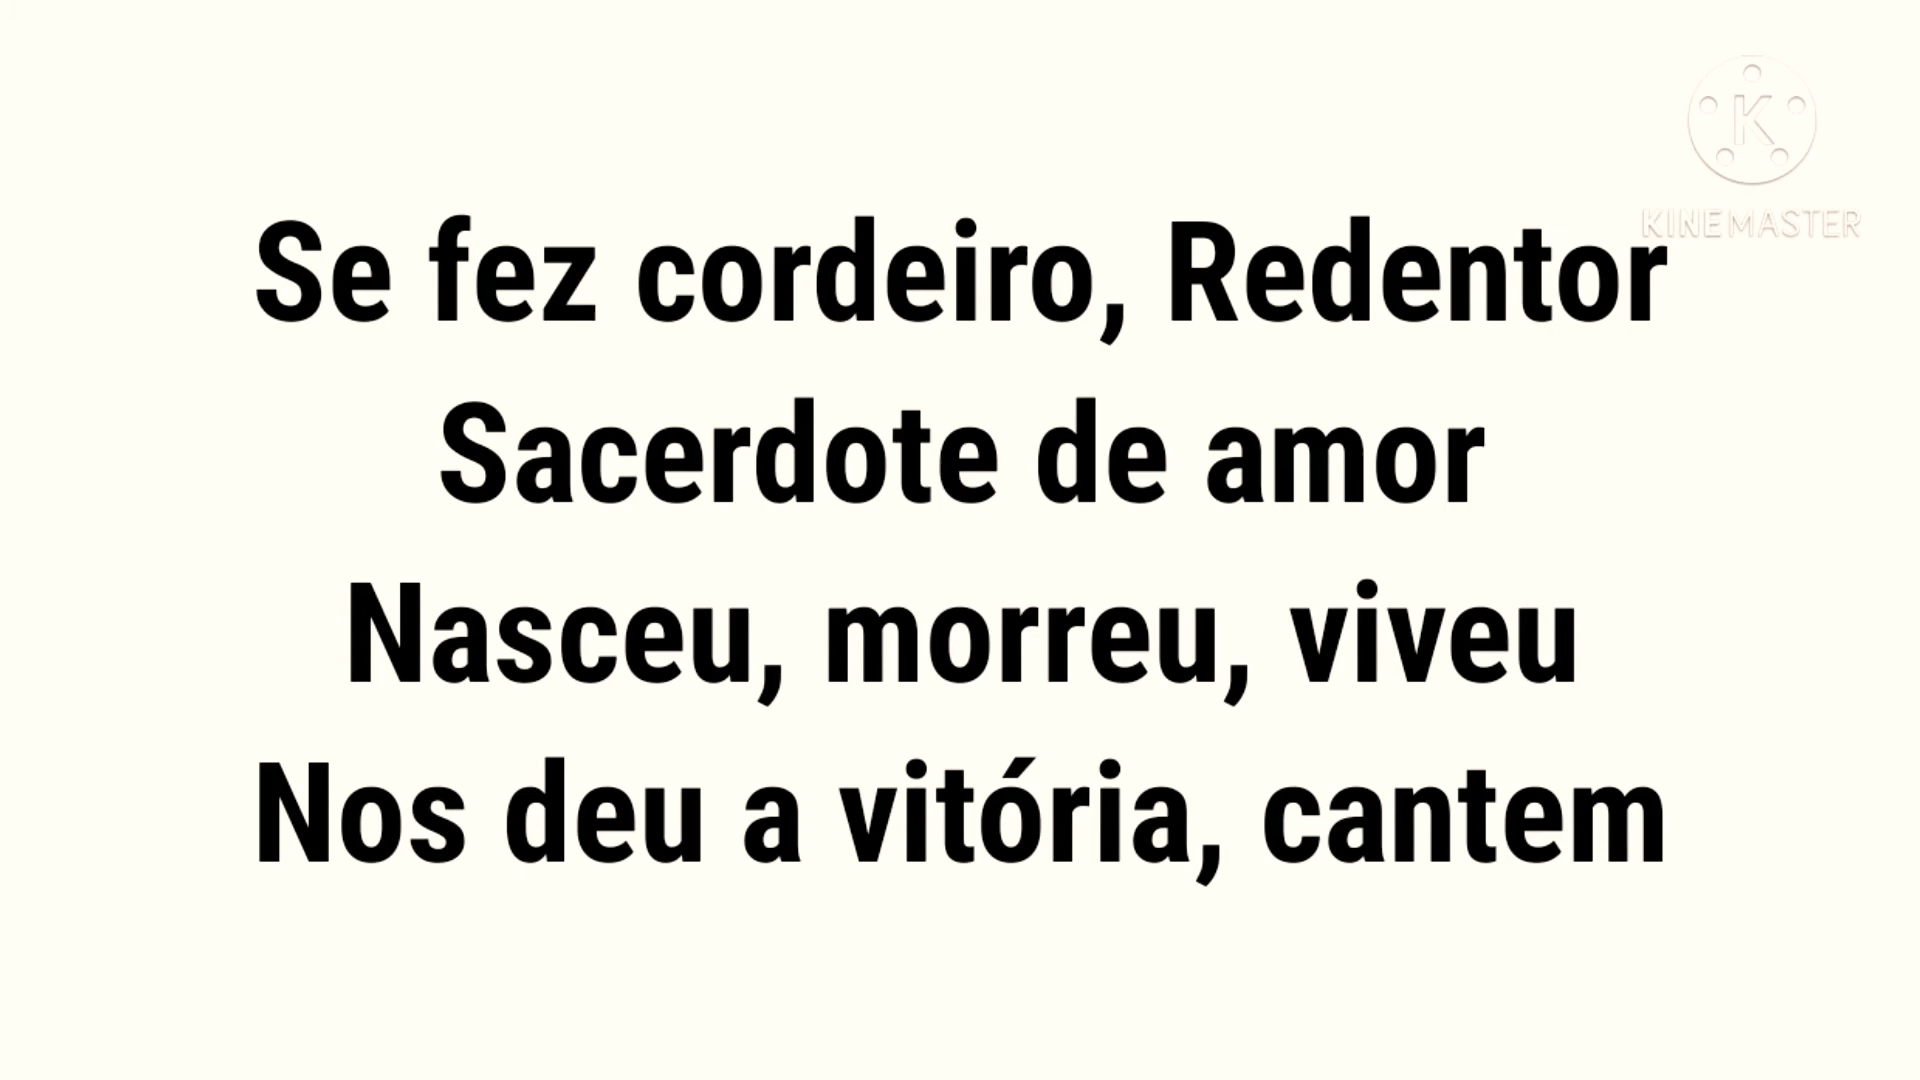 KINEMASTER
Se fez cordeiro, Redentor
Sacerdote de amor
Nasceu, morreu, viveu
Nos deu a vitória, cantem